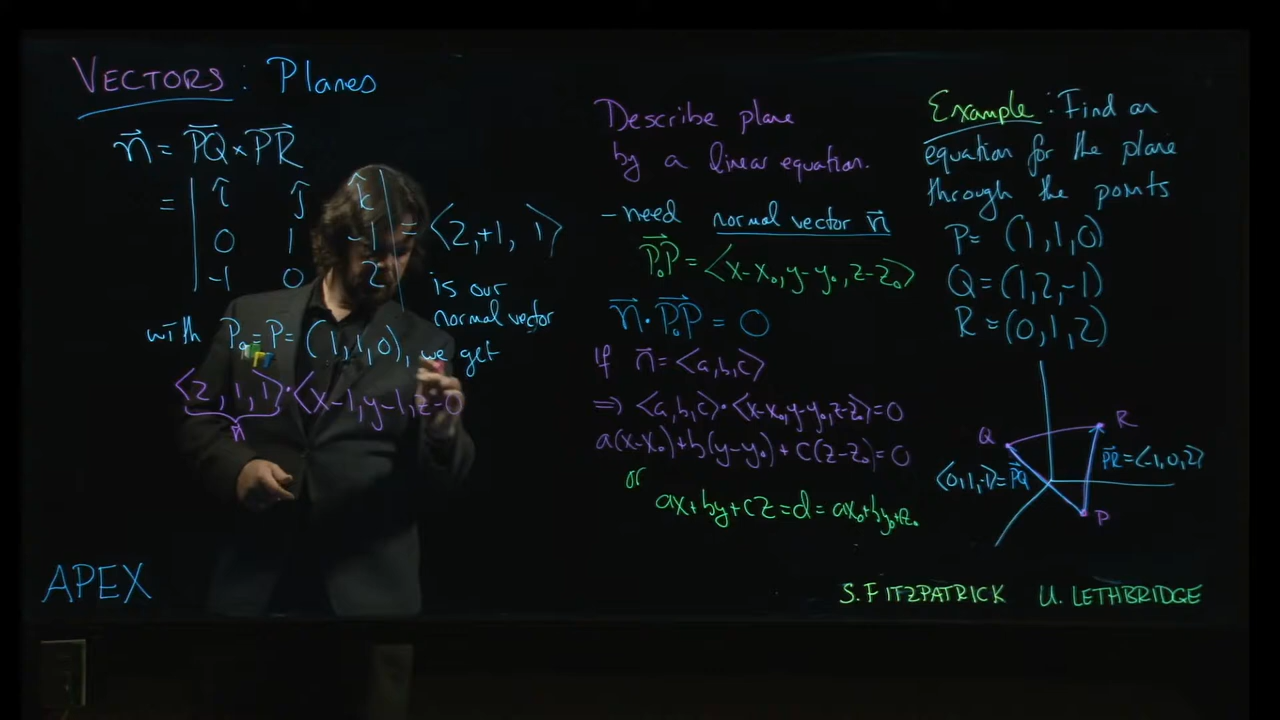 VECTORS: Planes
n⃗ = PQ⃗ × PR⃗
= | î ĵ k̂ |
0 1 -1 = ⟨2,+1, 1⟩
-1 0 2
is our
normal vector
with P₀=P= (1,1,0), we get
⟨2,1,1⟩·⟨x-1,y-1,z-0
n⃗
APEX
Describe plane
by a linear equation.
-need normal vector n⃗
P₀P⃗ = ⟨x-x₀,y-y₀,z-z₀⟩
n⃗·P₀P⃗ = 0
If n⃗ = ⟨a,b,c⟩
⇒ ⟨a,b,c⟩·⟨x-x₀,y-y₀,z-z₀⟩=0
a(x-x₀)+b(y-y₀)+c(z-z₀)=0
or
ax+by+cz=d=ax₀+by₀+z₀
Example: Find an
equation for the plane
through the points
P= (1,1,0)
Q= (1,2,-1)
R= (0,1,2)
Q R
⟨0,1,-1⟩=PQ⃗ PR⃗=⟨-1,0,2⟩
P
S. FITZPATRICK U. LETHBRIDGE